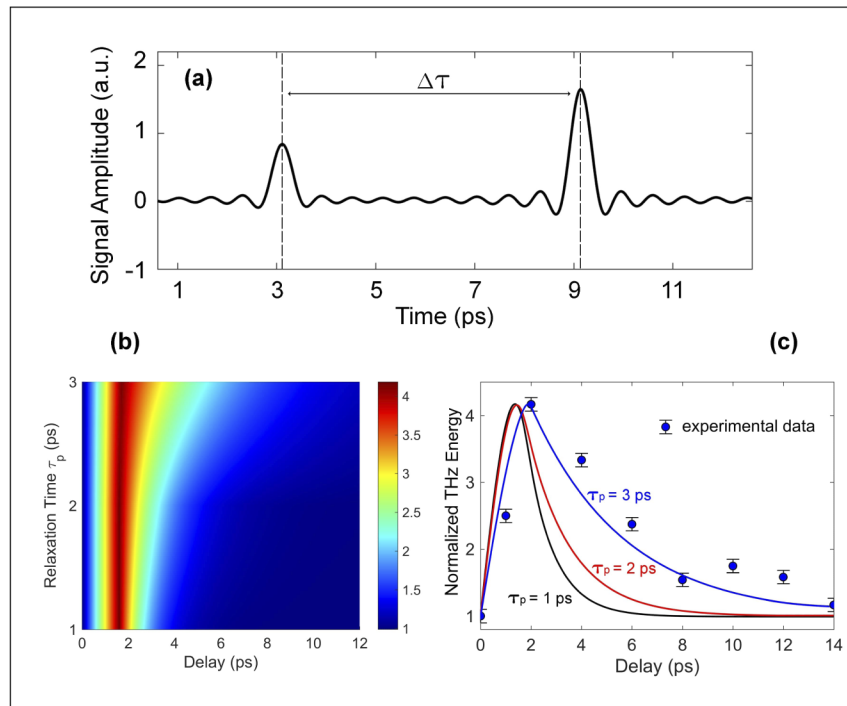 (a)
Δτ
Signal Amplitude (a.u.)
2
1
0
-1
1 3 5 7 9 11
Time (ps)
(b)
Relaxation Time τp (ps)
3
2
1
0 2 4 6 8 10 12
Delay (ps)
4
3.5
3
2.5
2
1.5
1
(c)
Normalized THz Energy
4
3
2
1
experimental data
τp = 3 ps
τp = 2 ps
τp = 1 ps
0 2 4 6 8 10 12 14
Delay (ps)